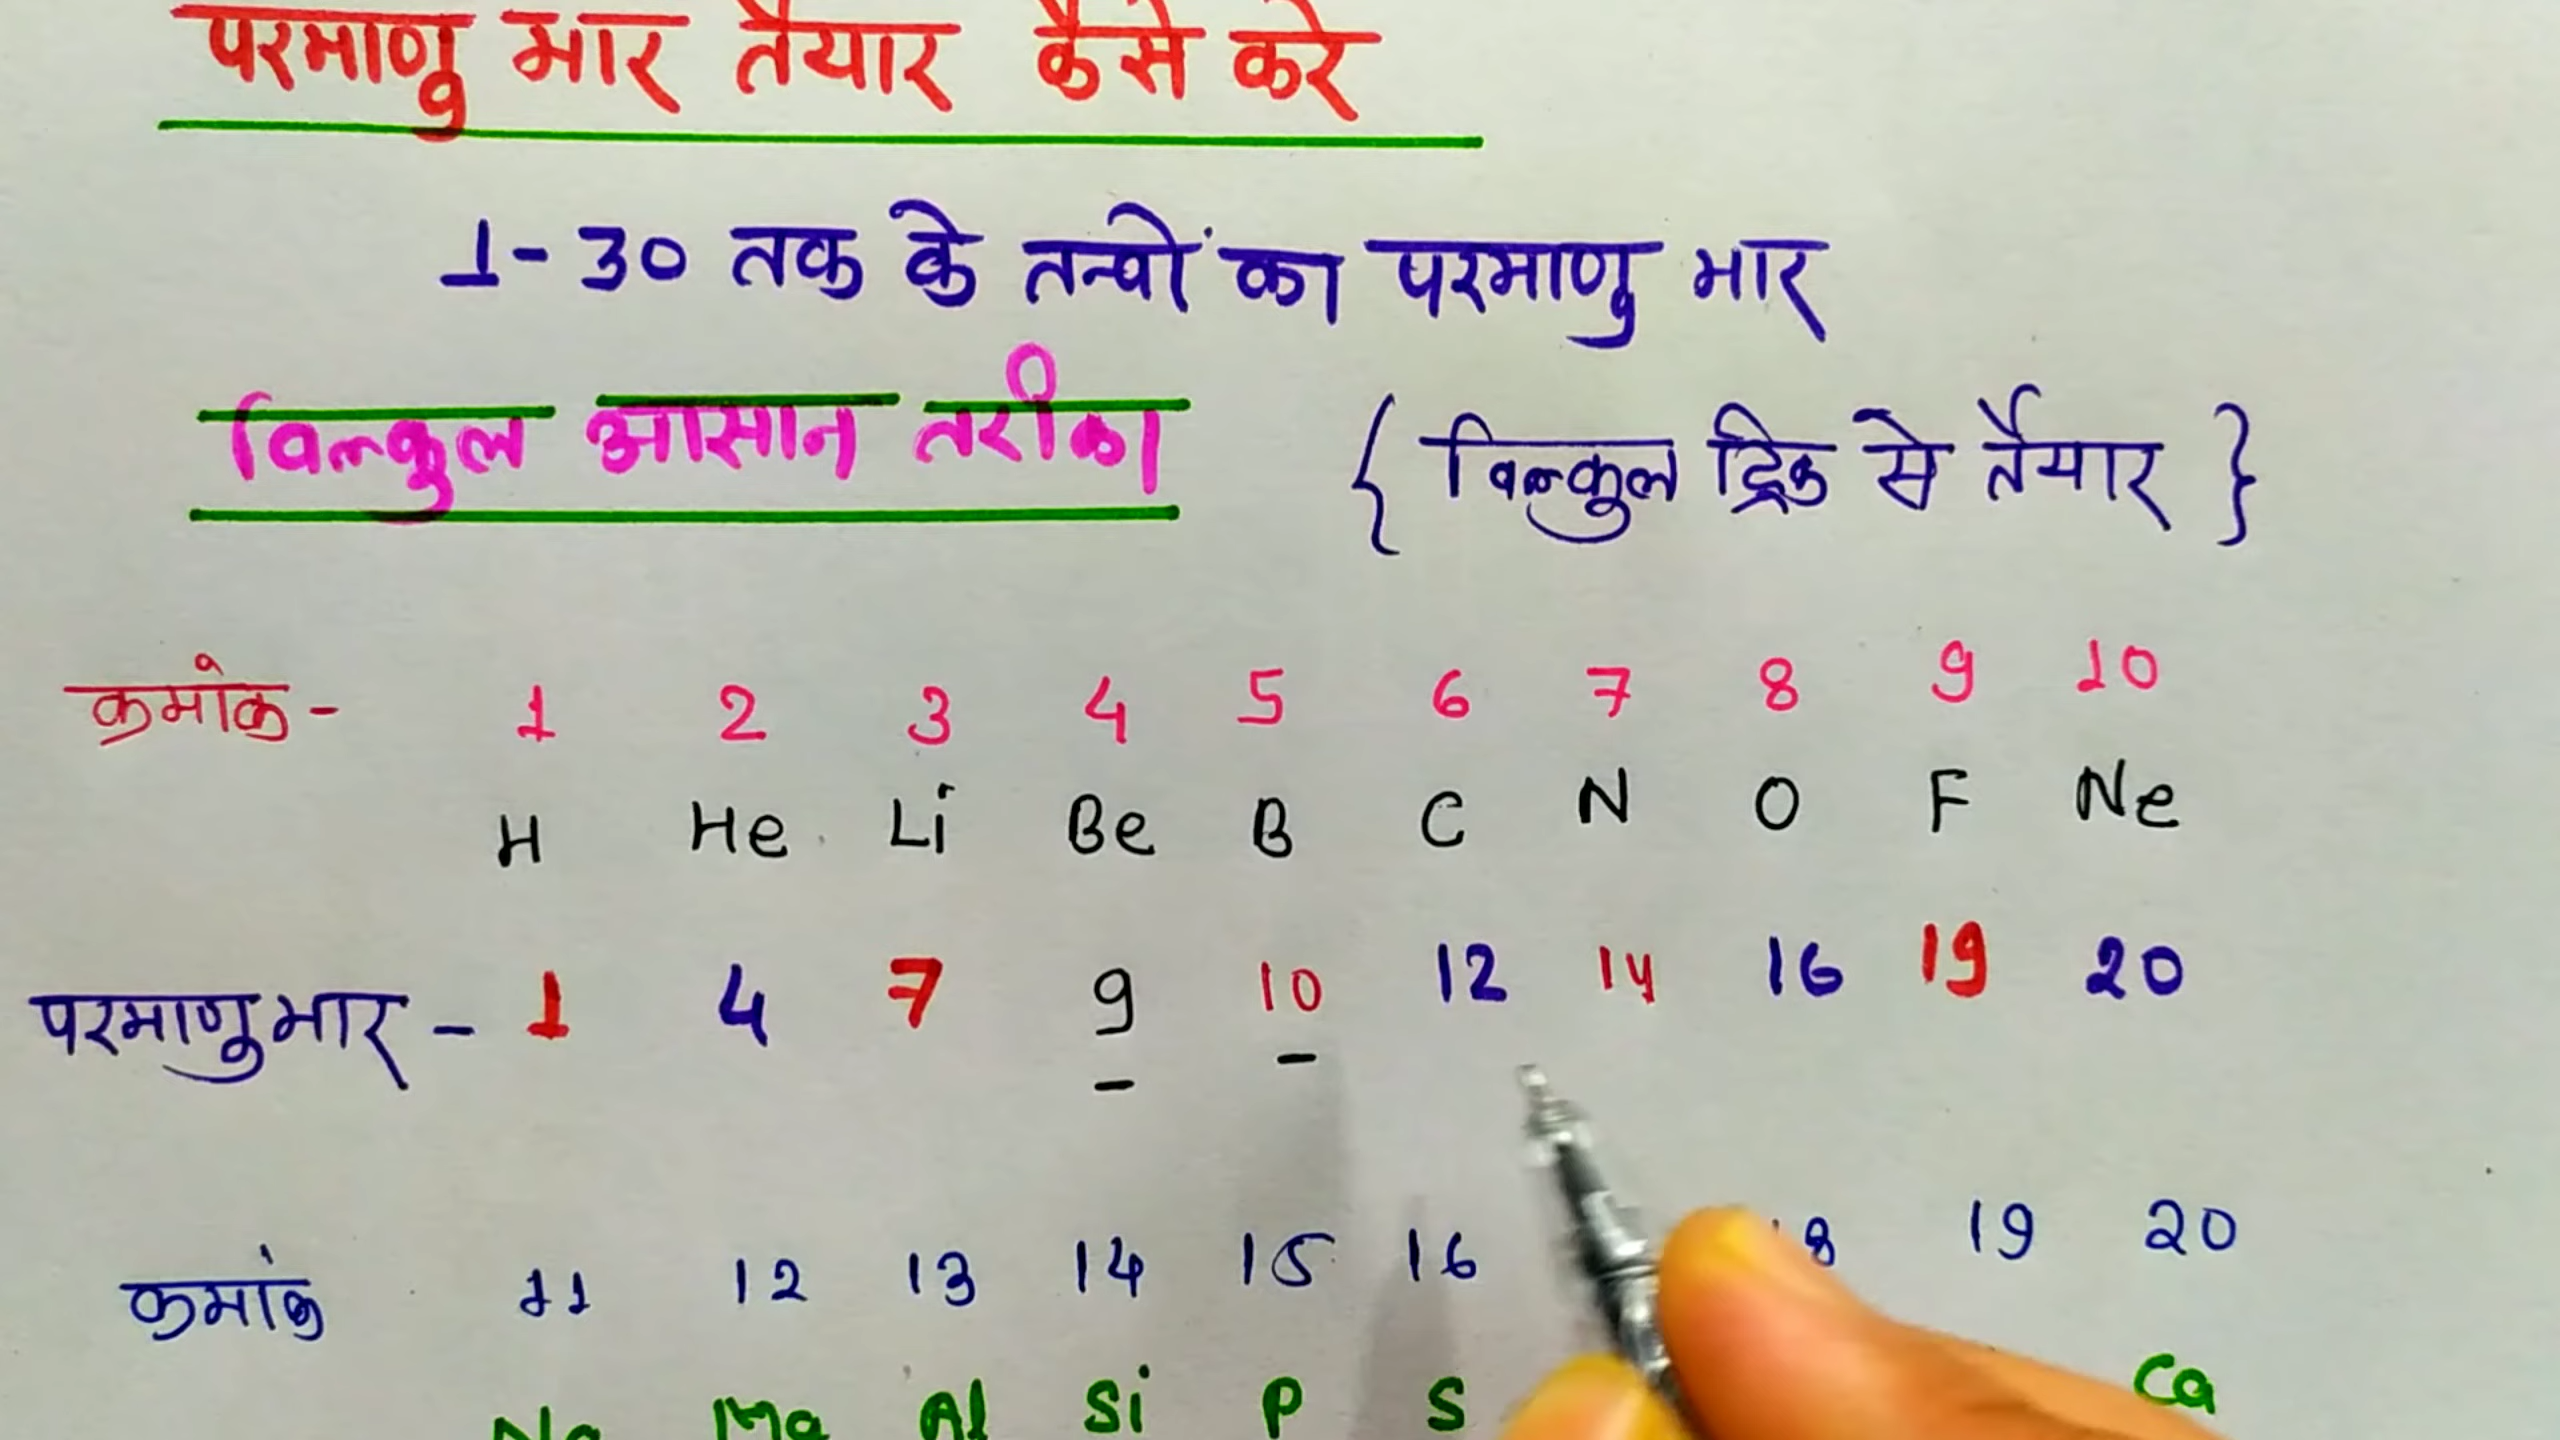 परमाणु भार तैयार कैसे करे
1-30 तक के तत्वों का परमाणु भार
बिल्कुल आसान तरीका { बिल्कुल ट्रिक से तैयार }
क्रमांक - 1 2 3 4 5 6 7 8 9 10
H He Li Be B C N O F Ne
परमाणु भार - 1 4 7 9 10 12 14 16 19 20
क्रमांक 11 12 13 14 15 16 18 19 20
Na Mg Al Si P S Ca